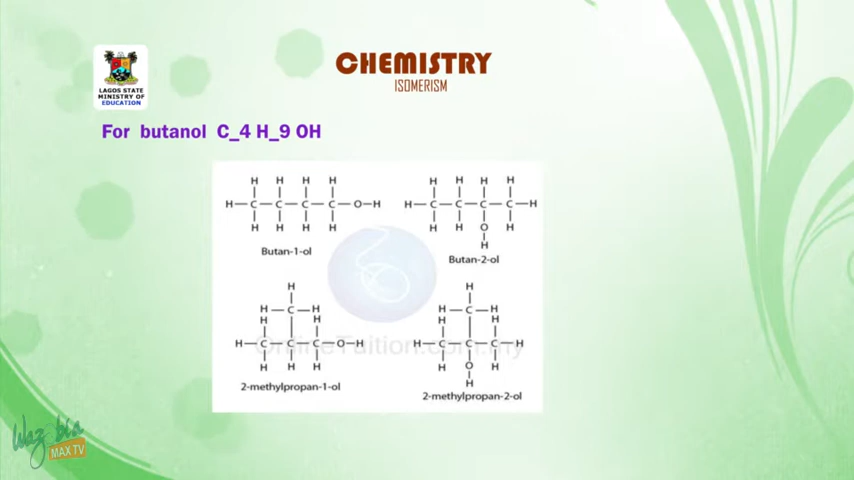 CHEMISTRY
ISOMERISM
LAGOS STATE
MINISTRY OF
EDUCATION
For butanol C_4 H_9 OH
H H H H
H—C—C—C—C—O—H
H H H H
Butan-1-ol
H H H H
H—C—C—C—C—H
H H O H
H
Butan-2-ol
H
H—C—H
H H
H—C—C—C—O—H
H H H
2-methylpropan-1-ol
H
H—C—H
H H
H—C—C—C—H
H O H
H
2-methylpropan-2-ol
OnlineTuition.com.my
Wazobia
MAX TV